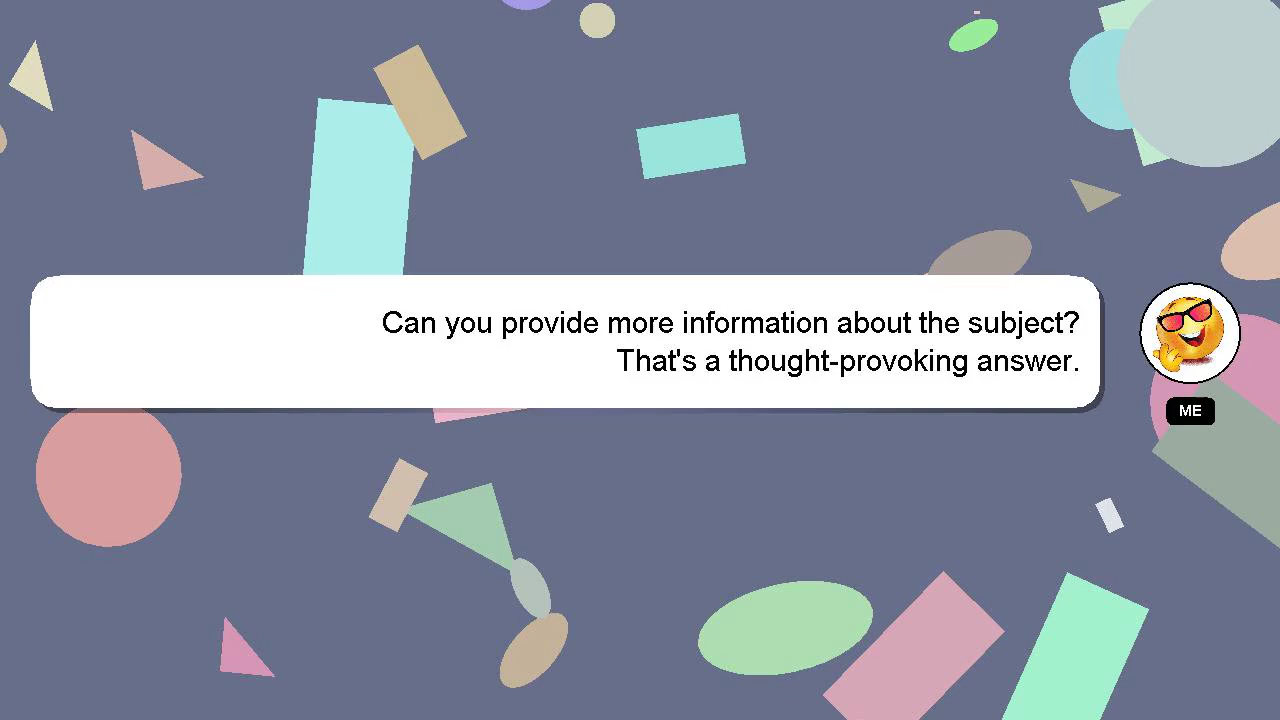 Can you provide more information about the subject?
That's a thought-provoking answer.
ME